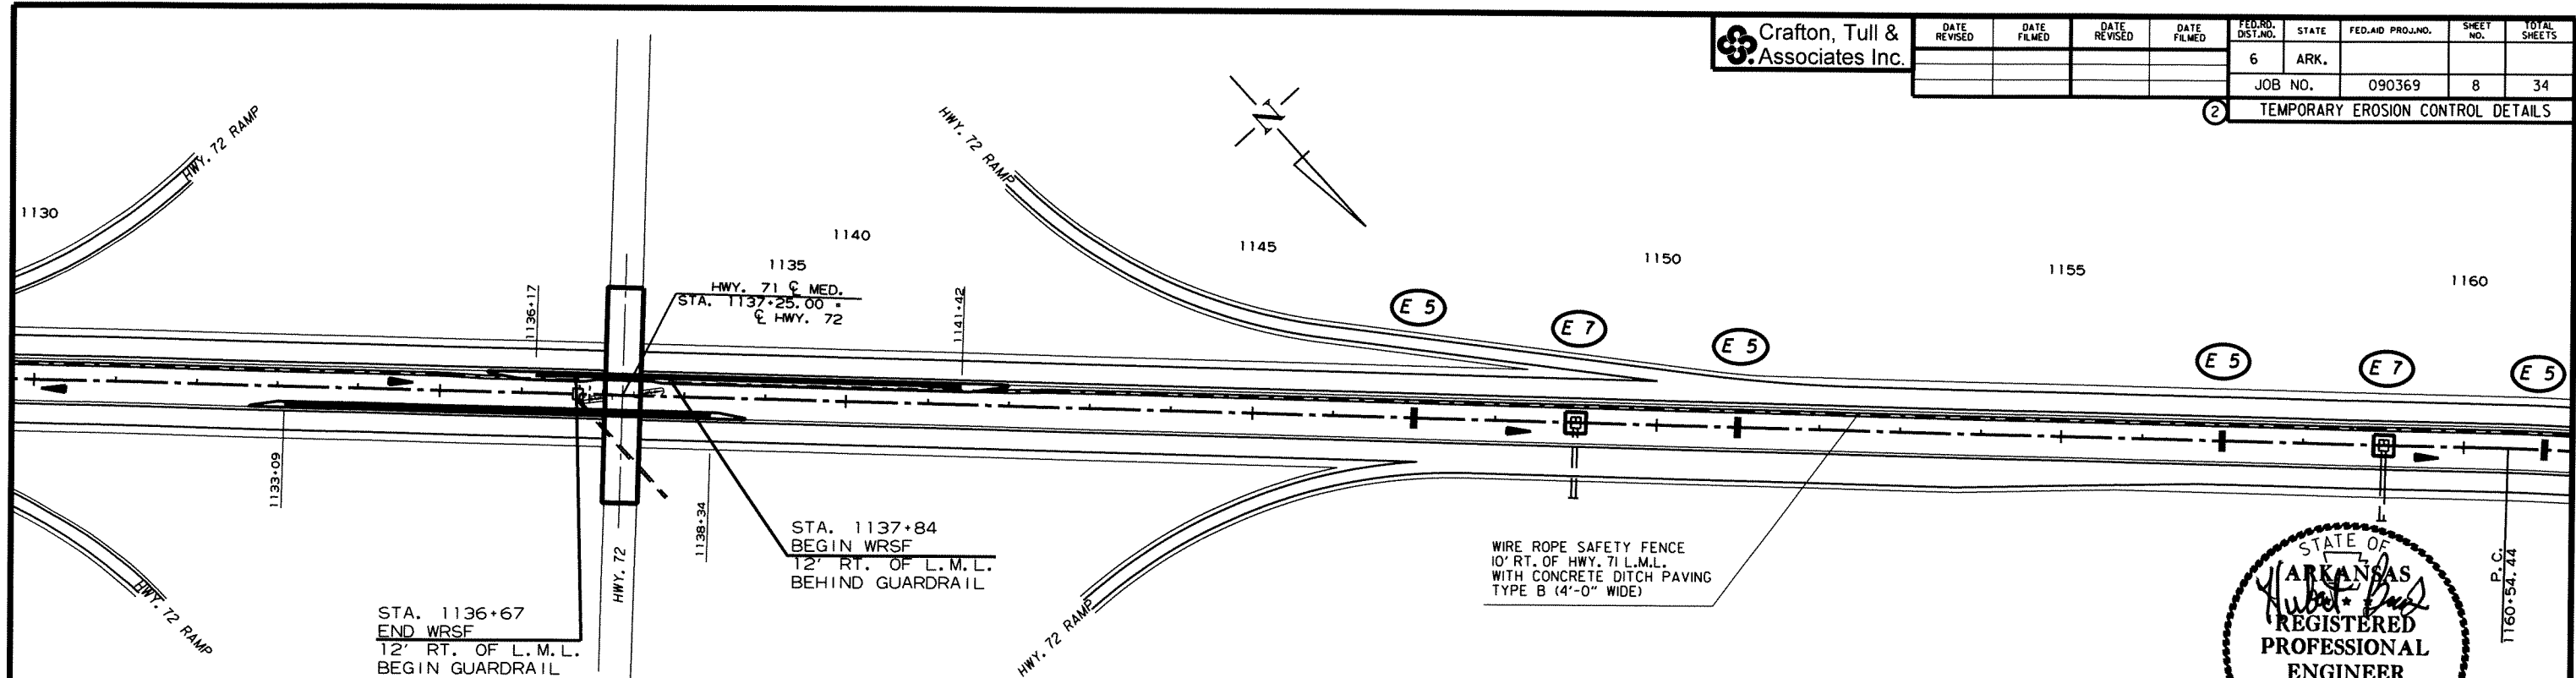 Crafton, Tull &
Associates Inc.
DATE REVISED
DATE FILMED
DATE REVISED
DATE FILMED
FED.RD. DIST.NO.
STATE
FED.AID PROJ.NO.
SHEET NO.
TOTAL SHEETS
6
ARK.
JOB NO.
090369
8
34
2
TEMPORARY EROSION CONTROL DETAILS
HWY. 72 RAMP
HWY. 72 RAMP
N
1130
1140
1145
1150
1155
1160
1135
HWY. 71 ℄ MED.
STA. 1137+25.00 =
℄ HWY. 72
1136+17
1141+42
E 5
E 7
E 5
E 5
E 7
E 5
1133+09
1138+34
HWY. 72
STA. 1137+84
BEGIN WRSF
12' RT. OF L.M.L.
BEHIND GUARDRAIL
WIRE ROPE SAFETY FENCE
10' RT. OF HWY. 71 L.M.L.
WITH CONCRETE DITCH PAVING
TYPE B (4'-0" WIDE)
P.C.
1160+54.44
HWY. 72 RAMP
STA. 1136+67
END WRSF
12' RT. OF L.M.L.
BEGIN GUARDRAIL
HWY. 72 RAMP
STATE OF
ARKANSAS
REGISTERED
PROFESSIONAL
ENGINEER